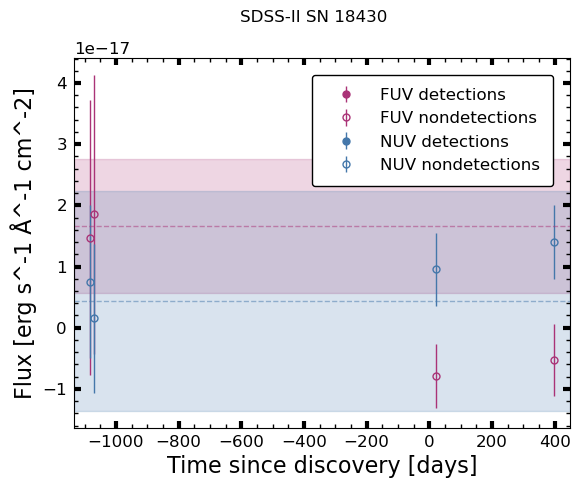 SDSS-II SN 18430
1e−17
FUV detections
FUV nondetections
NUV detections
NUV nondetections
4
3
2
1
0
−1
Flux [erg s^-1 Å^-1 cm^-2]
−1000 −800 −600 −400 −200 0 200 400
Time since discovery [days]